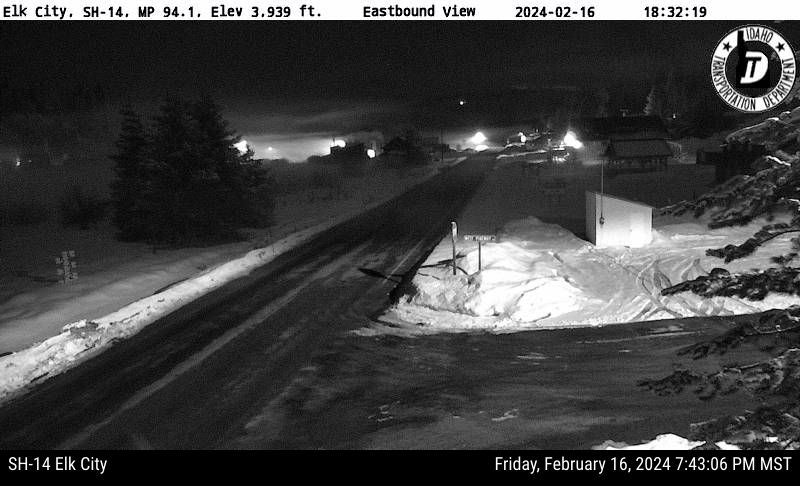 Elk City, SH-14, MP 94.1, Elev 3,939 ft. Eastbound View 2024-02-16 18:32:19
IDAHO
TRANSPORTATION DEPARTMENT
SH-14 Elk City
Friday, February 16, 2024 7:43:06 PM MST